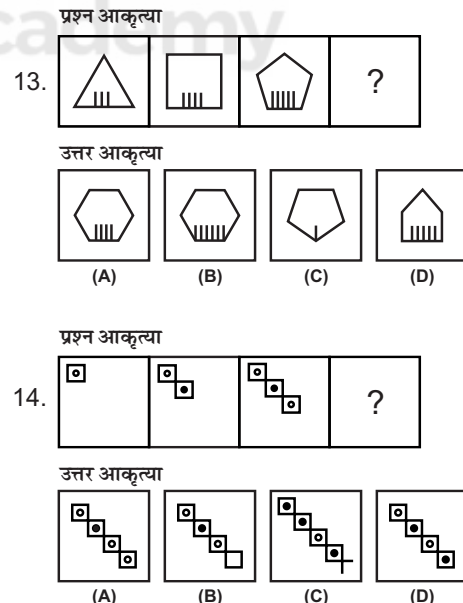 प्रश्न आकृत्या
13.
?
उत्तर आकृत्या
(A) (B) (C) (D)
प्रश्न आकृत्या
14.
?
उत्तर आकृत्या
(A) (B) (C) (D)